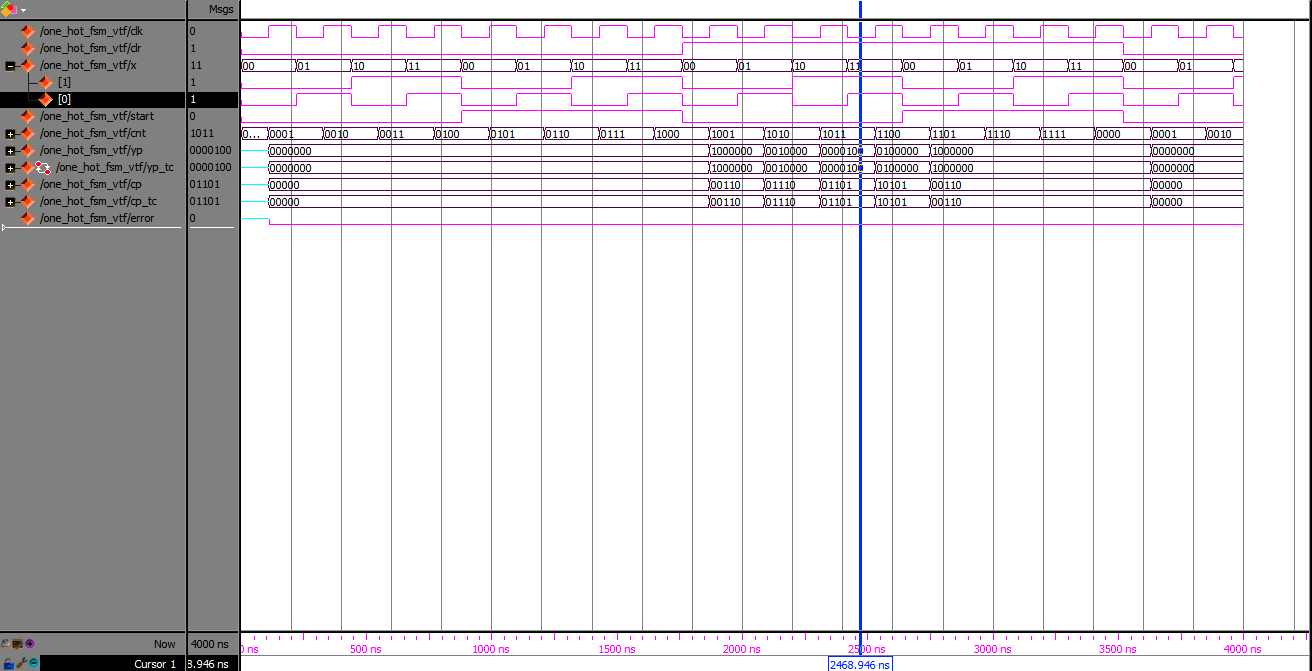 Msgs
/one_hot_fsm_vtf/clk 0
/one_hot_fsm_vtf/clr 1
/one_hot_fsm_vtf/x 11 00 01 10 11 00 01 10 11 00 01 10 11 00 01 10 11 00 01
[1] 1
[0] 1
/one_hot_fsm_vtf/start 0
/one_hot_fsm_vtf/cnt 1011 0... 0001 0010 0011 0100 0101 0110 0111 1000 1001 1010 1011 1100 1101 1110 1111 0000 0001 0010
/one_hot_fsm_vtf/yp 0000100 0000000 1000000 0010000 0000100 0100000 1000000 0000000
/one_hot_fsm_vtf/yp_tc 0000100 0000000 1000000 0010000 0000100 0100000 1000000 0000000
/one_hot_fsm_vtf/cp 01101 00000 00110 01110 01101 10101 00110 00000
/one_hot_fsm_vtf/cp_tc 01101 00000 00110 01110 01101 10101 00110 00000
/one_hot_fsm_vtf/error 0
Now 4000 ns ns 500 ns 1000 ns 1500 ns 2000 ns 2500 ns 3000 ns 3500 ns 4000 ns
Cursor 1 8.946 ns 2468.946 ns